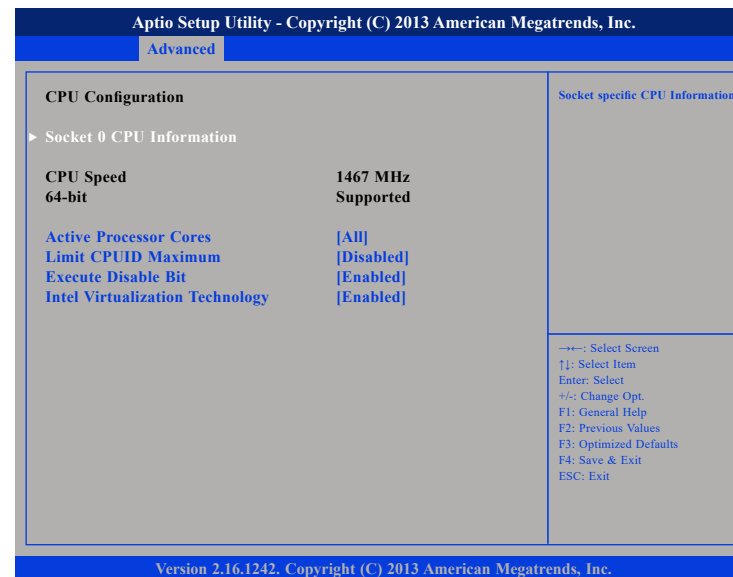 Aptio Setup Utility - Copyright (C) 2013 American Megatrends, Inc.
Advanced
CPU Configuration
Socket specific CPU Information
▶ Socket 0 CPU Information
CPU Speed 1467 MHz
64-bit Supported
Active Processor Cores [All]
Limit CPUID Maximum [Disabled]
Execute Disable Bit [Enabled]
Intel Virtualization Technology [Enabled]
→←: Select Screen
↑↓: Select Item
Enter: Select
+/-: Change Opt.
F1: General Help
F2: Previous Values
F3: Optimized Defaults
F4: Save & Exit
ESC: Exit
Version 2.16.1242. Copyright (C) 2013 American Megatrends, Inc.